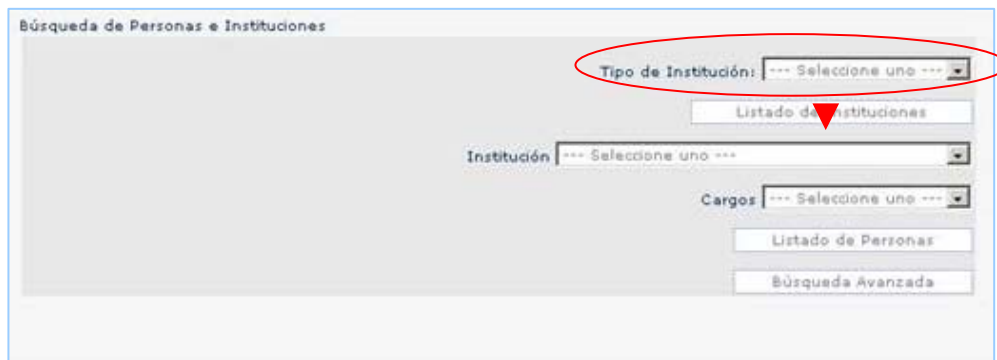 Búsqueda de Personas e Instituciones
Tipo de Institución: --- Seleccione uno ---
Listado de Instituciones
Institución --- Seleccione uno ---
Cargos --- Seleccione uno ---
Listado de Personas
Búsqueda Avanzada